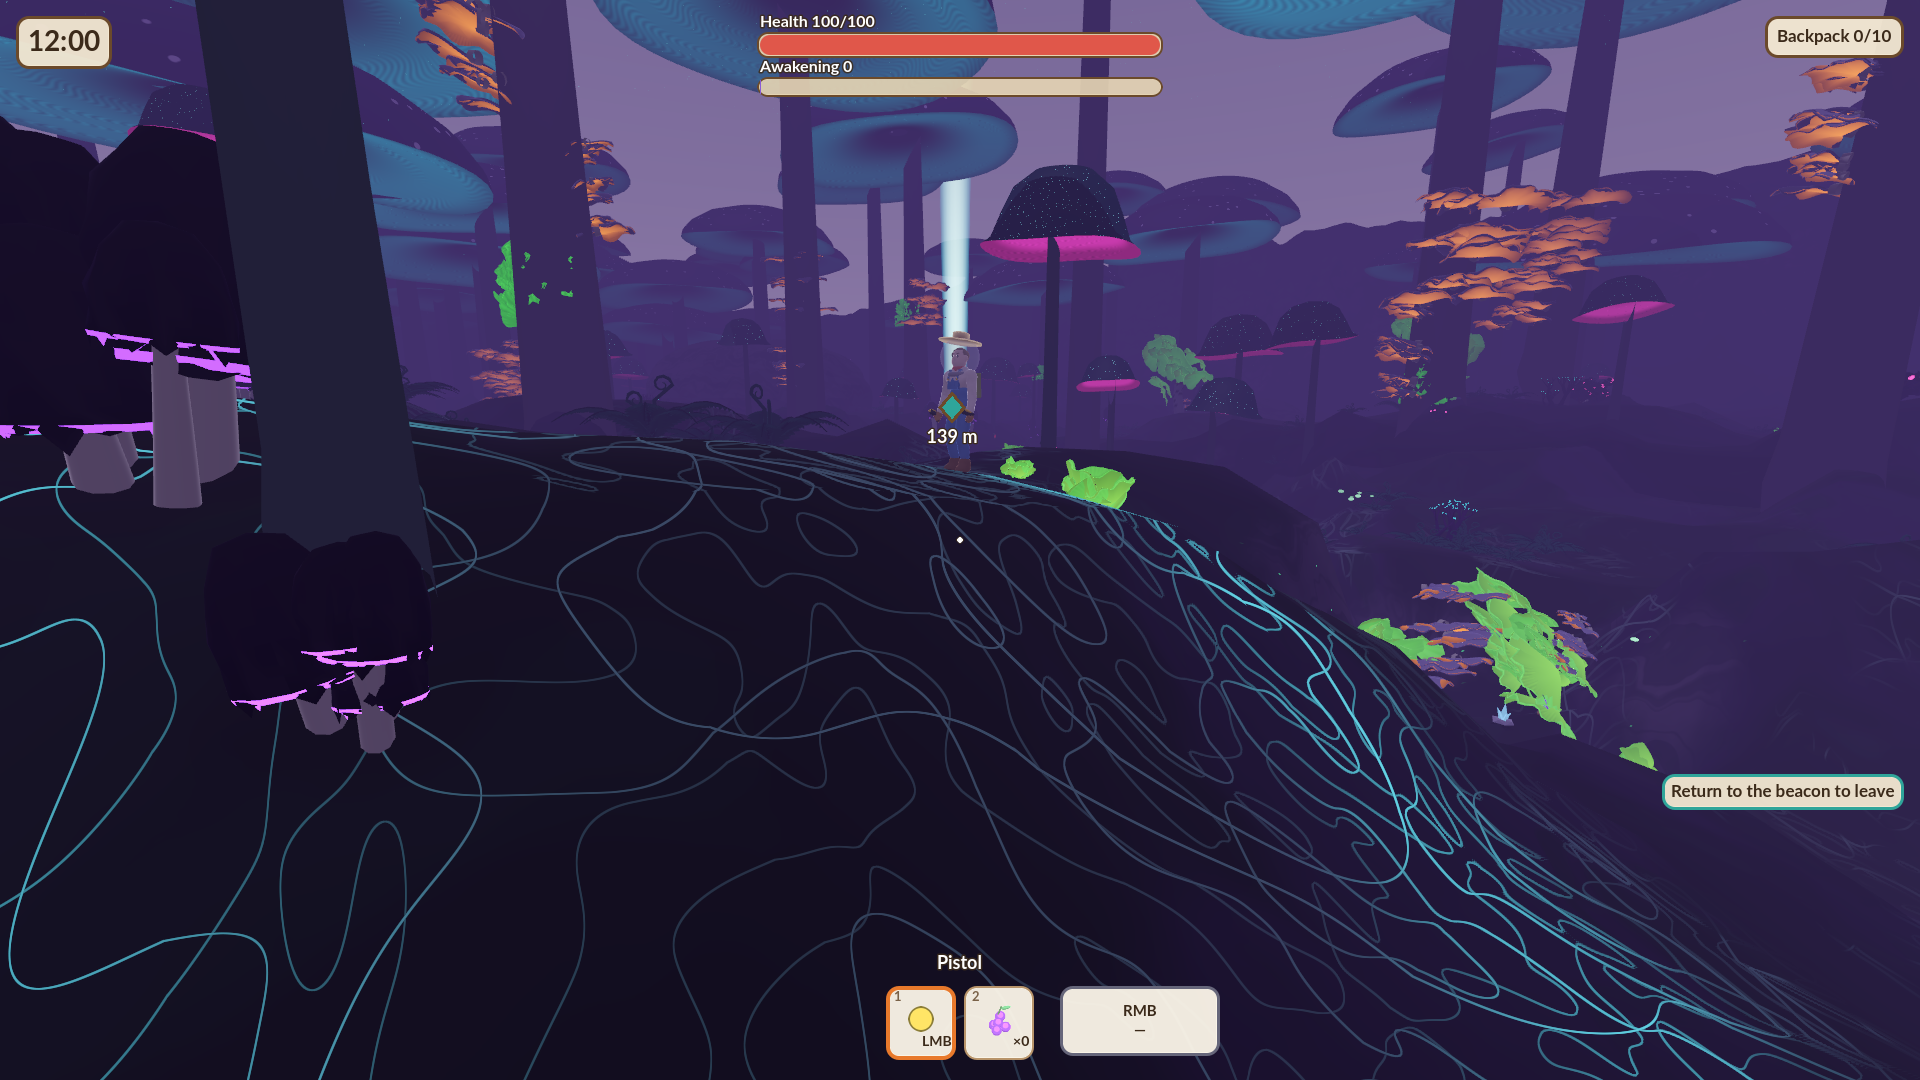 12:00
Health 100/100
Awakening 0
Backpack 0/10
139 m
Return to the beacon to leave
Pistol
1
LMB
2
×0
RMB
–